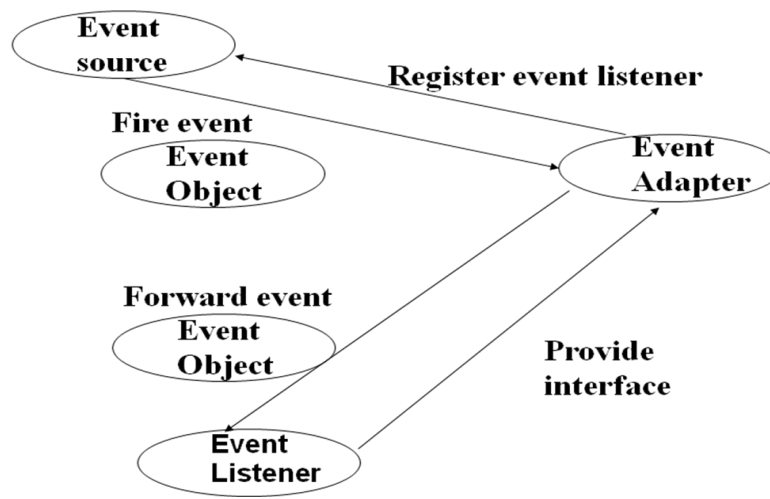 Event
source
Register event listener
Fire event
Event
Object
Event
Adapter
Forward event
Event
Object
Provide
interface
Event
Listener